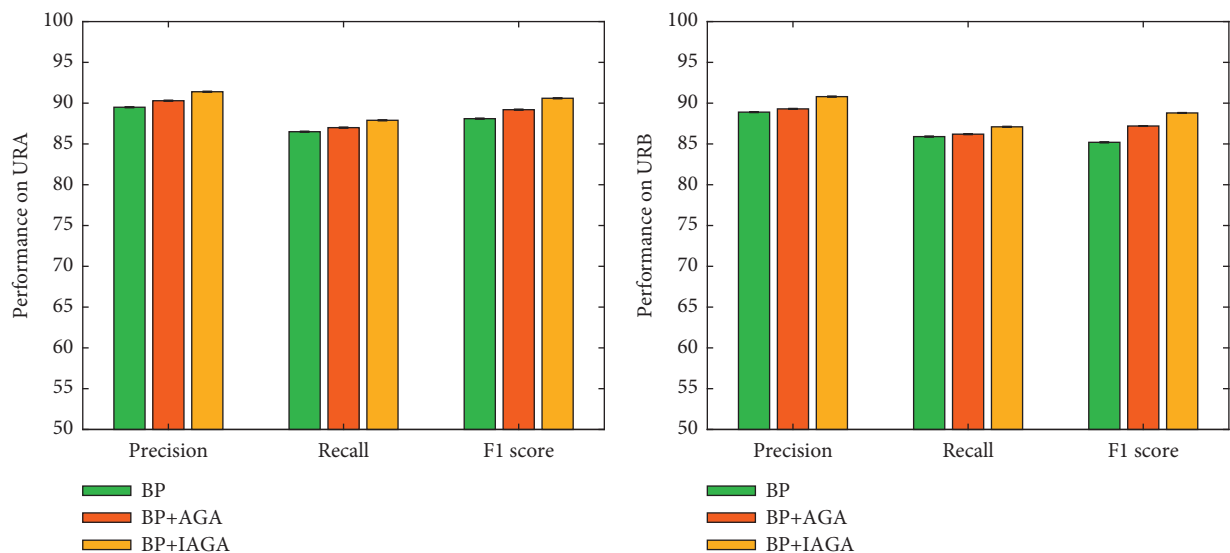 Performance on URA
100
95
90
85
80
75
70
65
60
55
50
Precision
Recall
F1 score
BP
BP+AGA
BP+IAGA
Performance on URB
100
95
90
85
80
75
70
65
60
55
50
Precision
Recall
F1 score
BP
BP+AGA
BP+IAGA